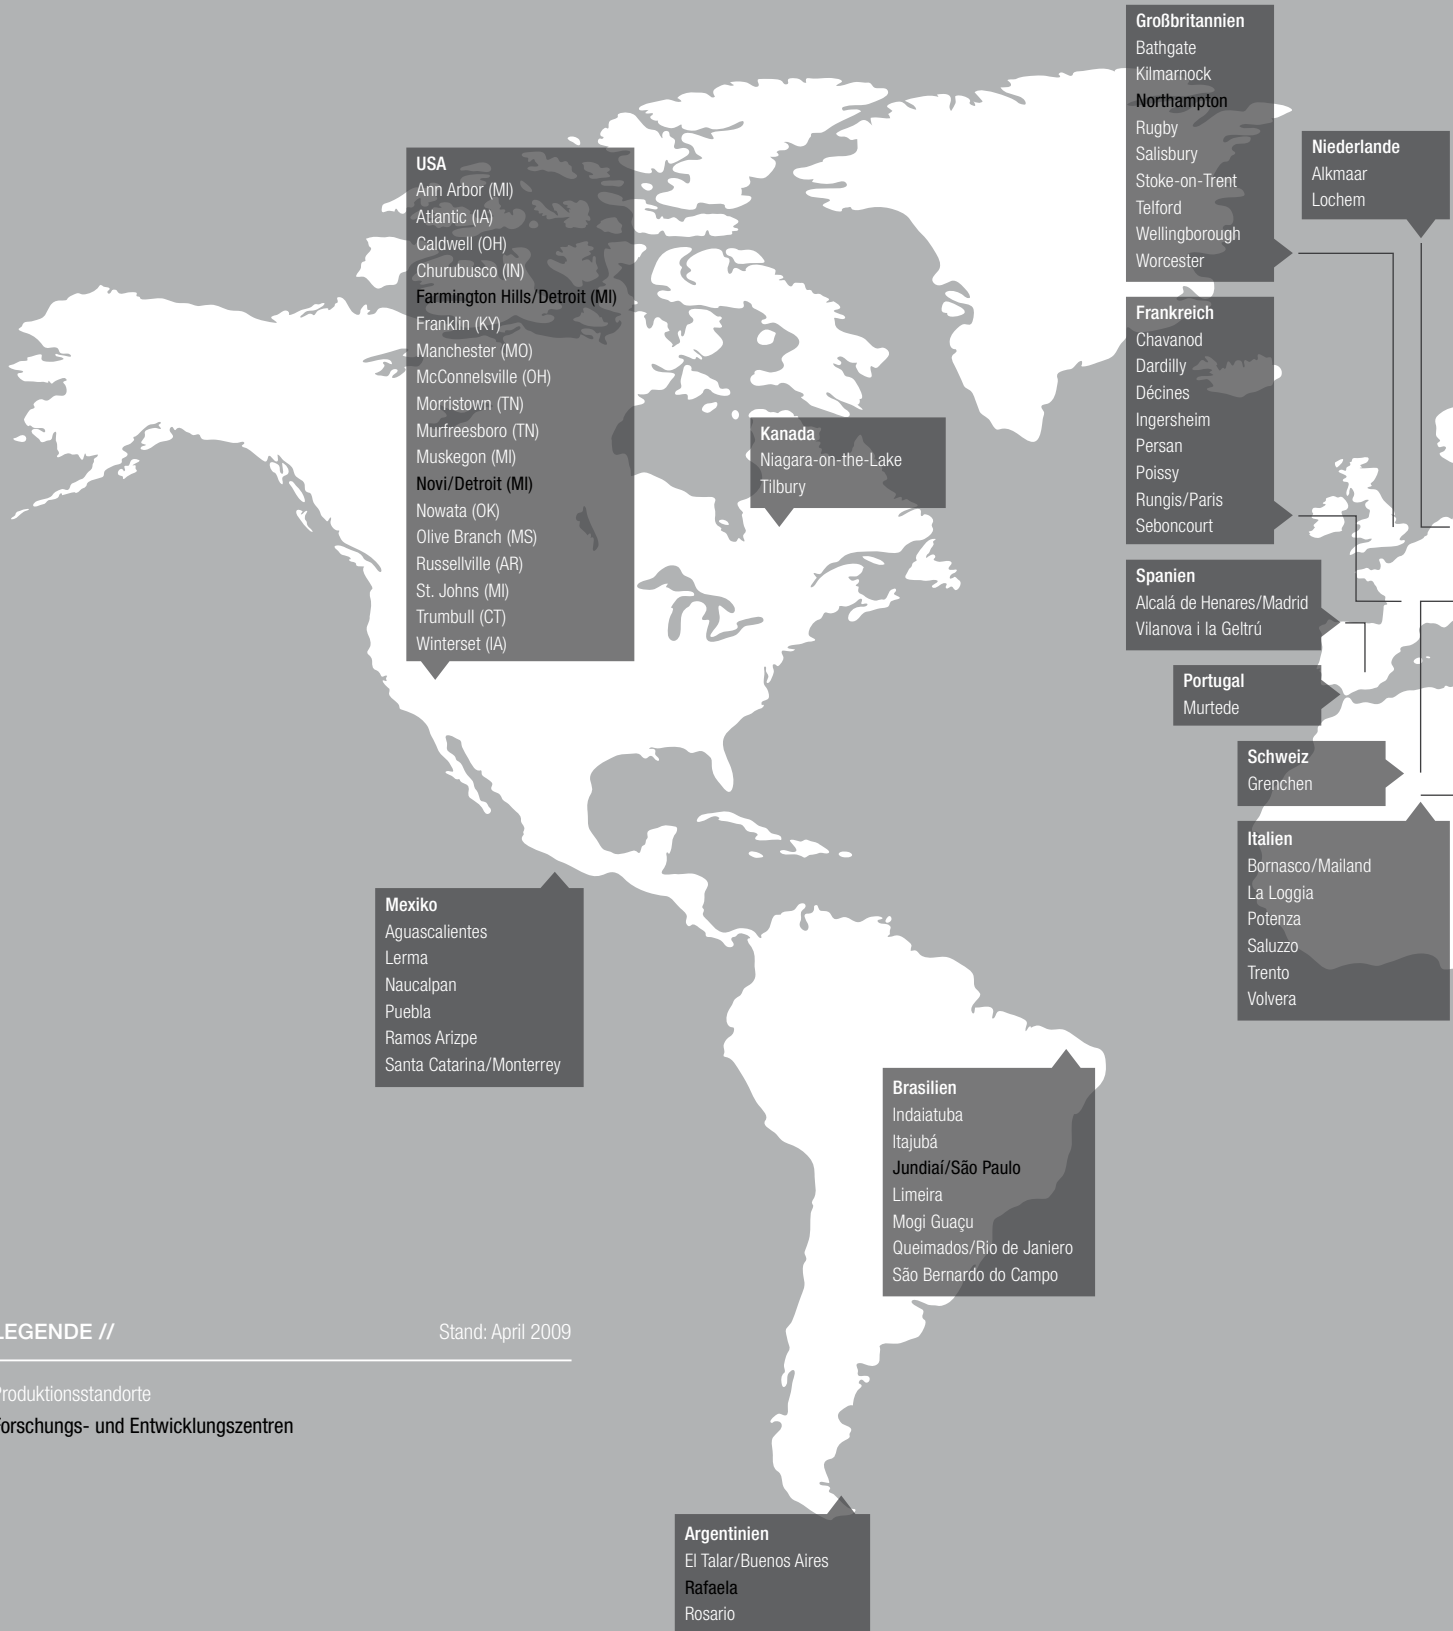 Großbritannien
Bathgate
Kilmarnock
Northampton
Rugby
Salisbury
Stoke-on-Trent
Telford
Wellingborough
Worcester
Niederlande
Alkmaar
Lochem
USA
Ann Arbor (MI)
Atlantic (IA)
Caldwell (OH)
Churubusco (IN)
Farmington Hills/Detroit (MI)
Franklin (KY)
Manchester (MO)
McConnelsville (OH)
Morristown (TN)
Murfreesboro (TN)
Muskegon (MI)
Novi/Detroit (MI)
Nowata (OK)
Olive Branch (MS)
Russellville (AR)
St. Johns (MI)
Trumbull (CT)
Winterset (IA)
Frankreich
Chavanod
Dardilly
Décines
Ingersheim
Persan
Poissy
Rungis/Paris
Seboncourt
Kanada
Niagara-on-the-Lake
Tilbury
Spanien
Alcalá de Henares/Madrid
Vilanova i la Geltrú
Portugal
Murtede
Schweiz
Grenchen
Italien
Bornasco/Mailand
La Loggia
Potenza
Saluzzo
Trento
Volvera
Mexiko
Aguascalientes
Lerma
Naucalpan
Puebla
Ramos Arizpe
Santa Catarina/Monterrey
Brasilien
Indaiatuba
Itajubá
Jundiaí/São Paulo
Limeira
Mogi Guaçu
Queimados/Rio de Janiero
São Bernardo do Campo
LEGENDE // Stand: April 2009
Produktionsstandorte
Forschungs- und Entwicklungszentren
Argentinien
El Talar/Buenos Aires
Rafaela
Rosario